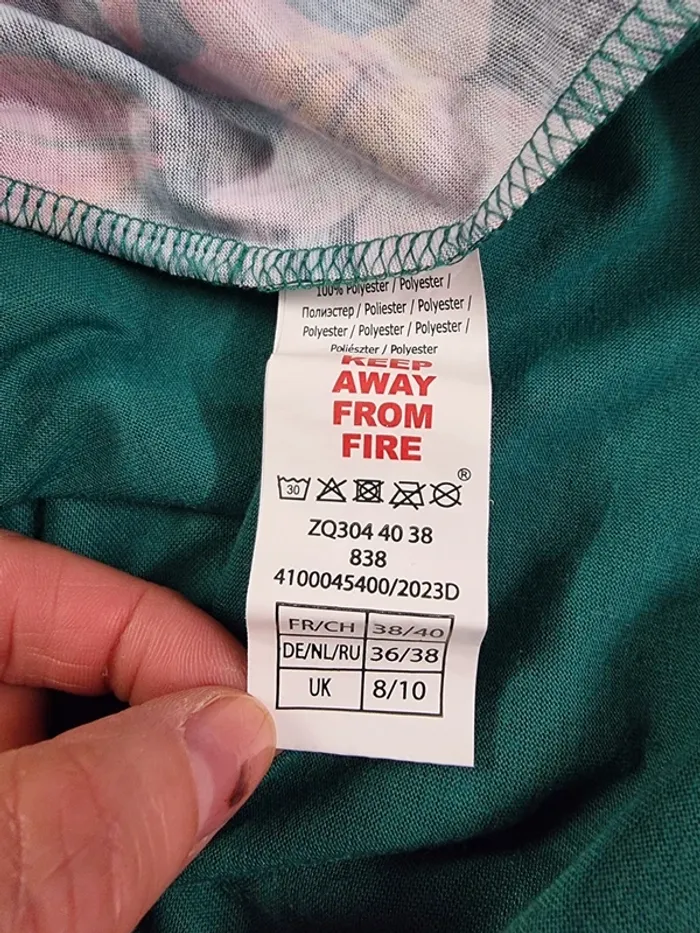 100% Polyester / Polyester /
Полиэстер / Poliester / Polyester /
Polyester / Polyester / Polyester /
Poliészter / Polyester
KEEP
AWAY
FROM
FIRE
30
®
ZQ304 40 38
838
4100045400/2023D
FR/CH 38/40
DE/NL/RU 36/38
UK 8/10